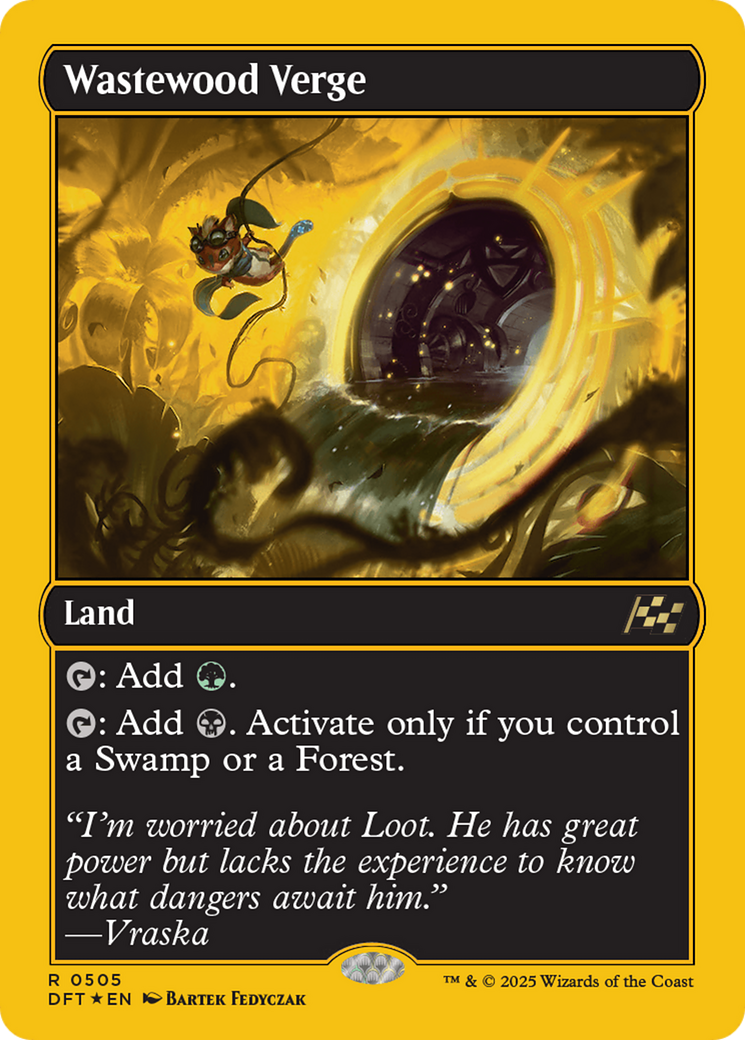 Wastewood Verge
Land
: Add .
: Add . Activate only if you control
a Swamp or a Forest.
“I’m worried about Loot. He has great
power but lacks the experience to know
what dangers await him.”
—Vraska
R 0505
DFT★EN Bartek Fedyczak
™ & © 2025 Wizards of the Coast